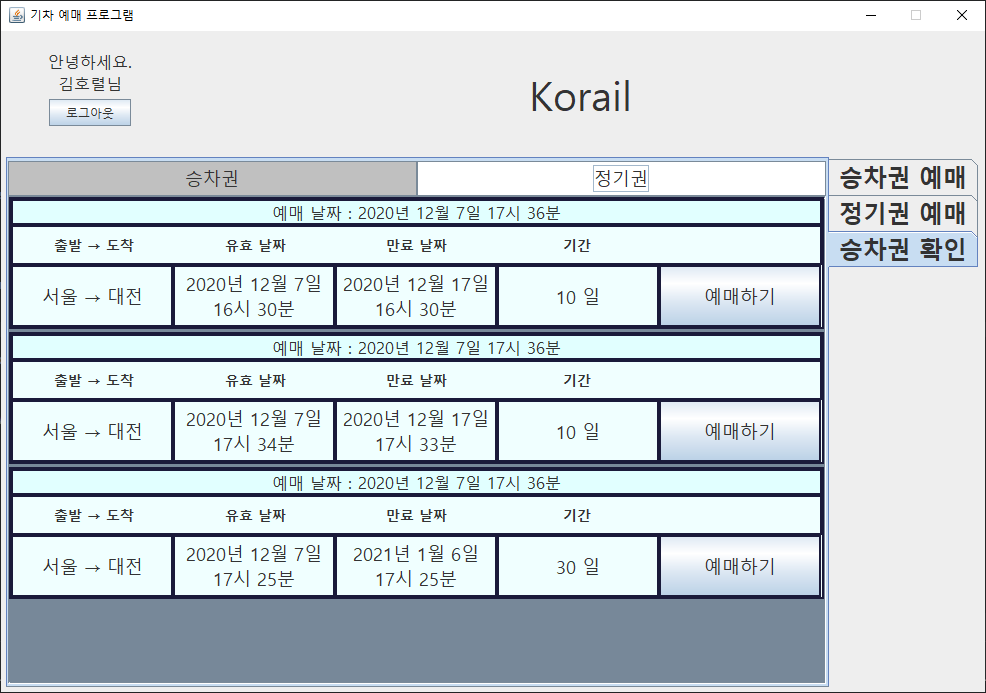 기차 예매 프로그램
안녕하세요.
김호렬님
로그아웃
Korail
승차권 정기권
승차권 예매
정기권 예매
승차권 확인
예매 날짜 : 2020년 12월 7일 17시 36분
출발 → 도착 유효 날짜 만료 날짜 기간
서울 → 대전 2020년 12월 7일 16시 30분 2020년 12월 17일 16시 30분 10 일 예매하기
예매 날짜 : 2020년 12월 7일 17시 36분
출발 → 도착 유효 날짜 만료 날짜 기간
서울 → 대전 2020년 12월 7일 17시 34분 2020년 12월 17일 17시 33분 10 일 예매하기
예매 날짜 : 2020년 12월 7일 17시 36분
출발 → 도착 유효 날짜 만료 날짜 기간
서울 → 대전 2020년 12월 7일 17시 25분 2021년 1월 6일 17시 25분 30 일 예매하기